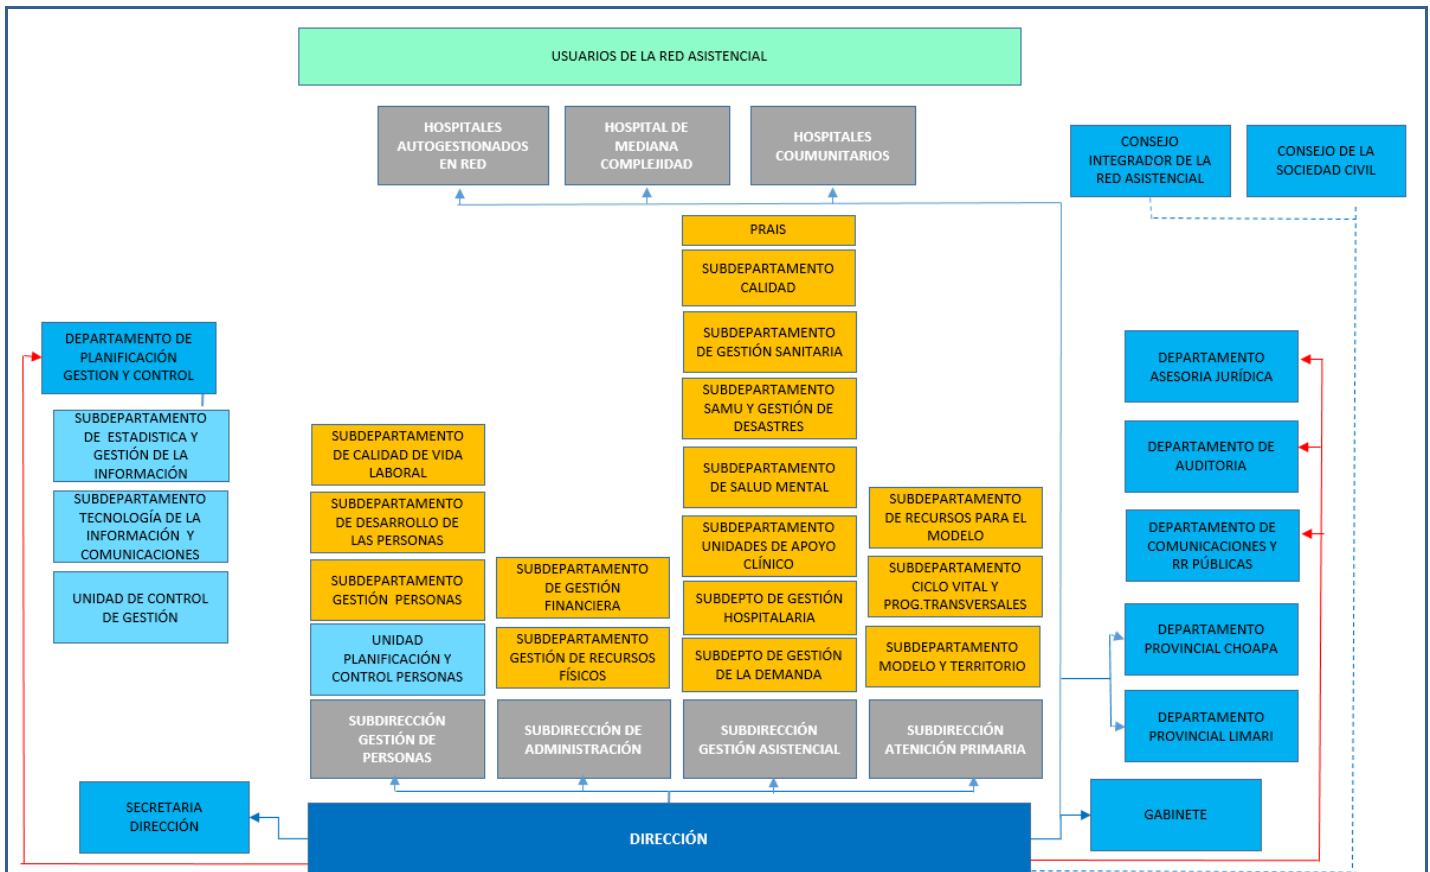 USUARIOS DE LA RED ASISTENCIAL
HOSPITALES
AUTOGESTIONADOS
EN RED
HOSPITAL DE
MEDIANA
COMPLEJIDAD
HOSPITALES
COUMUNITARIOS
CONSEJO
INTEGRADOR DE LA
RED ASISTENCIAL
CONSEJO DE LA
SOCIEDAD CIVIL
DEPARTAMENTO DE
PLANIFICACIÓN
GESTION Y CONTROL
SUBDEPARTAMENTO
DE ESTADISTICA Y
GESTIÓN DE LA
INFORMACIÓN
SUBDEPARTAMENTO
TECNOLOGÍA DE LA
INFORMACIÓN Y
COMUNICACIONES
UNIDAD DE CONTROL
DE GESTIÓN
SUBDEPARTAMENTO
DE CALIDAD DE VIDA
LABORAL
SUBDEPARTAMENTO
DE DESARROLLO DE
LAS PERSONAS
SUBDEPARTAMENTO
GESTIÓN PERSONAS
UNIDAD
PLANIFICACIÓN Y
CONTROL PERSONAS
SUBDIRECCIÓN
GESTIÓN DE
PERSONAS
SUBDEPARTAMENTO
DE GESTIÓN
FINANCIERA
SUBDEPARTAMENTO
GESTIÓN DE RECURSOS
FÍSICOS
SUBDIRECCIÓN DE
ADMINISTRACIÓN
PRAIS
SUBDEPARTAMENTO
CALIDAD
SUBDEPARTAMENTO
DE GESTIÓN SANITARIA
SUBDEPARTAMENTO
SAMU Y GESTIÓN DE
DESASTRES
SUBDEPARTAMENTO
DE SALUD MENTAL
SUBDEPARTAMENTO
UNIDADES DE APOYO
CLÍNICO
SUBDEPTO DE GESTIÓN
HOSPITALARIA
SUBDEPTO DE GESTIÓN
DE LA DEMANDA
SUBDIRECCIÓN
GESTIÓN ASISTENCIAL
SUBDEPARTAMENTO
DE RECURSOS PARA EL
MODELO
SUBDEPARTAMENTO
CICLO VITAL Y
PROG.TRANSVERSALES
SUBDEPARTAMENTO
MODELO Y TERRITORIO
SUBDIRECCIÓN
ATENCIÓN PRIMARIA
DEPARTAMENTO
ASESORIA JURÍDICA
DEPARTAMENTO DE
AUDITORIA
DEPARTAMENTO DE
COMUNICACIONES Y
RR PÚBLICAS
DEPARTAMENTO
PROVINCIAL CHOAPA
DEPARTAMENTO
PROVINCIAL LIMARI
SECRETARIA
DIRECCIÓN
DIRECCIÓN
GABINETE